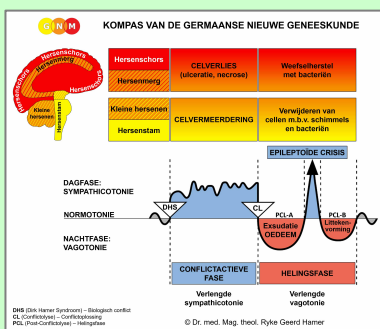 GNM
KOMPAS VAN DE GERMAANSE NIEUWE GENEESKUNDE
Hersenschors
Hersenmerg
Hersenschors
Kleine
hersenen
Hersenstam
Hersenschors
Hersenmerg
CELVERLIES
(ulceratie, necrose)
Weefselherstel
met bacteriën
Kleine hersenen
Hersenstam
CELVERMEERDERING
Verwijderen van
cellen m.b.v. schimmels
en bacteriën
EPILEPTOÏDE CRISIS
DAGFASE:
SYMPATHICOTONIE
DHS
CL
NORMOTONIE
PCL-A
PCL-B
Exsudatie
OEDEEM
Litteken-
vorming
NACHTFASE:
VAGOTONIE
CONFLICTACTIEVE
FASE
HELINGSFASE
Verlengde
sympathicotonie
Verlengde
vagotonie
DHS (Dirk Hamer Syndroom) – Biologisch conflict
CL (Conflictolyse) – Conflictoplossing
PCL (Post-Conflictolyse) – Helingsfase
© Dr. med. Mag. theol. Ryke Geerd Hamer